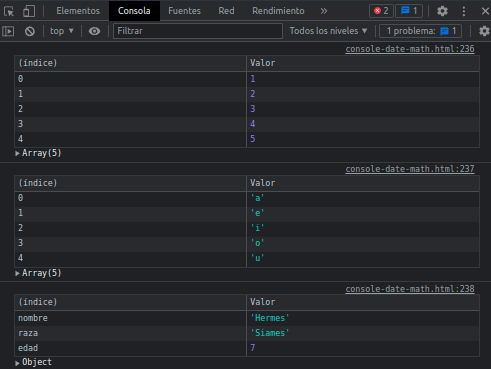 Elementos Consola Fuentes Red Rendimiento » 2 1
top Filtrar Todos los niveles 1 problema: 1
console-date-math.html:236
(índice) Valor
0 1
1 2
2 3
3 4
4 5
Array(5)
console-date-math.html:237
(índice) Valor
0 'a'
1 'e'
2 'i'
3 'o'
4 'u'
Array(5)
console-date-math.html:238
(índice) Valor
nombre 'Hermes'
raza 'Siames'
edad 7
Object